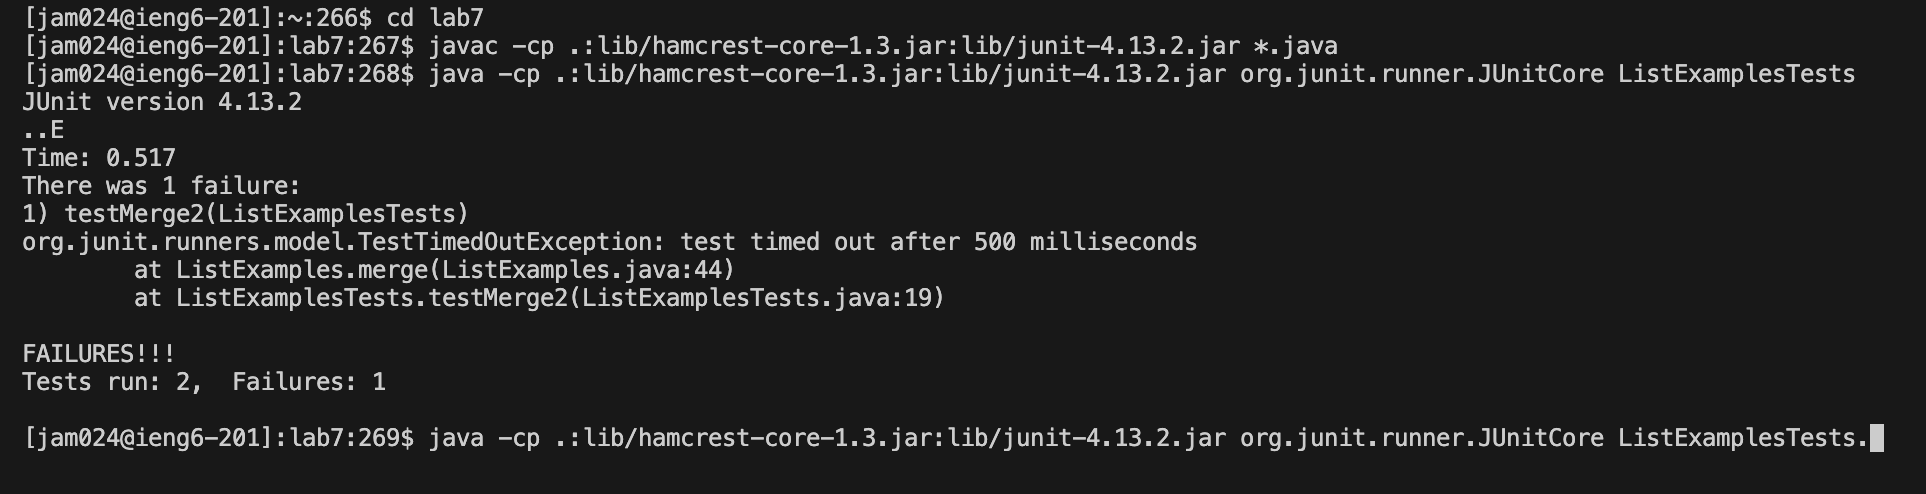 [jam024@ieng6-201]:~:266$ cd lab7
[jam024@ieng6-201]:lab7:267$ javac -cp .:lib/hamcrest-core-1.3.jar:lib/junit-4.13.2.jar *.java
[jam024@ieng6-201]:lab7:268$ java -cp .:lib/hamcrest-core-1.3.jar:lib/junit-4.13.2.jar org.junit.runner.JUnitCore ListExamplesTests
JUnit version 4.13.2
..E
Time: 0.517
There was 1 failure:
1) testMerge2(ListExamplesTests)
org.junit.runners.model.TestTimedOutException: test timed out after 500 milliseconds
        at ListExamples.merge(ListExamples.java:44)
        at ListExamplesTests.testMerge2(ListExamplesTests.java:19)

FAILURES!!!
Tests run: 2,  Failures: 1

[jam024@ieng6-201]:lab7:269$ java -cp .:lib/hamcrest-core-1.3.jar:lib/junit-4.13.2.jar org.junit.runner.JUnitCore ListExamplesTests.